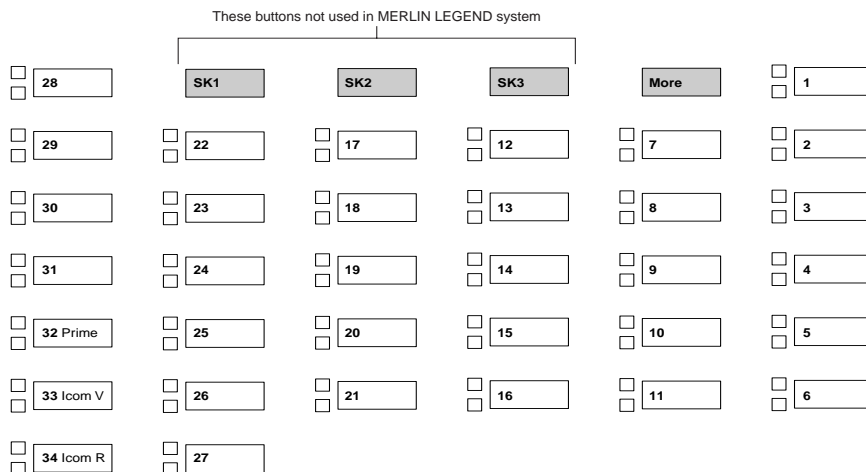 These buttons not used in MERLIN LEGEND system
28 SK1 SK2 SK3 More 1
29 22 17 12 7 2
30 23 18 13 8 3
31 24 19 14 9 4
32 Prime 25 20 15 10 5
33 Icom V 26 21 16 11 6
34 Icom R 27